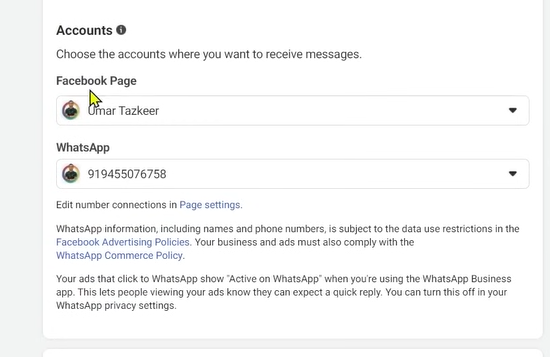 Accounts
Choose the accounts where you want to receive messages.
Facebook Page
Umar Tazkeer
WhatsApp
919455076758
Edit number connections in Page settings.
WhatsApp information, including names and phone numbers, is subject to the data use restrictions in the
Facebook Advertising Policies. Your business and ads must also comply with the
WhatsApp Commerce Policy.
Your ads that click to WhatsApp show "Active on WhatsApp" when you're using the WhatsApp Business
app. This lets people viewing your ads know they can expect a quick reply. You can turn this off in your
WhatsApp privacy settings.